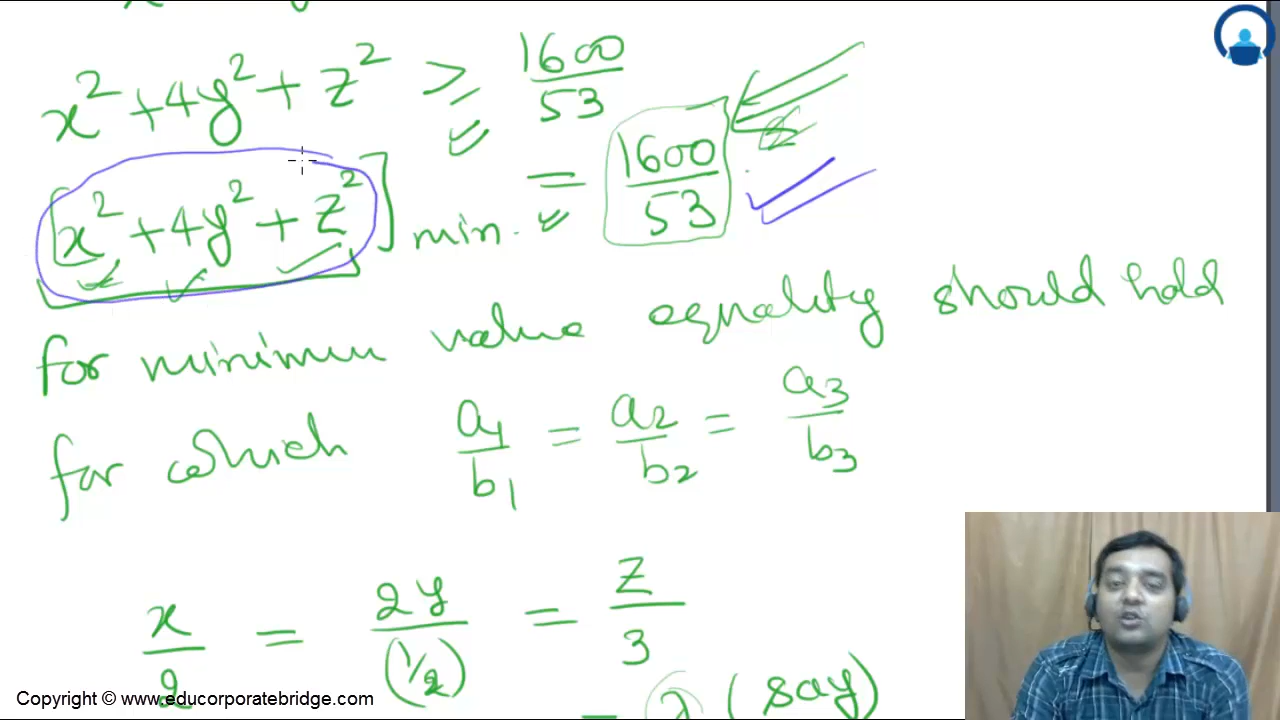 x² + 4y² + z² ≥ 1600/53
[x² + 4y² + z²] min. = 1600/53
for minimum value equality should hold
for which a1/b1 = a2/b2 = a3/b3
x/2 = 2y/(1/2) = z/3
= λ (say)
Copyright © www.educorporatebridge.com